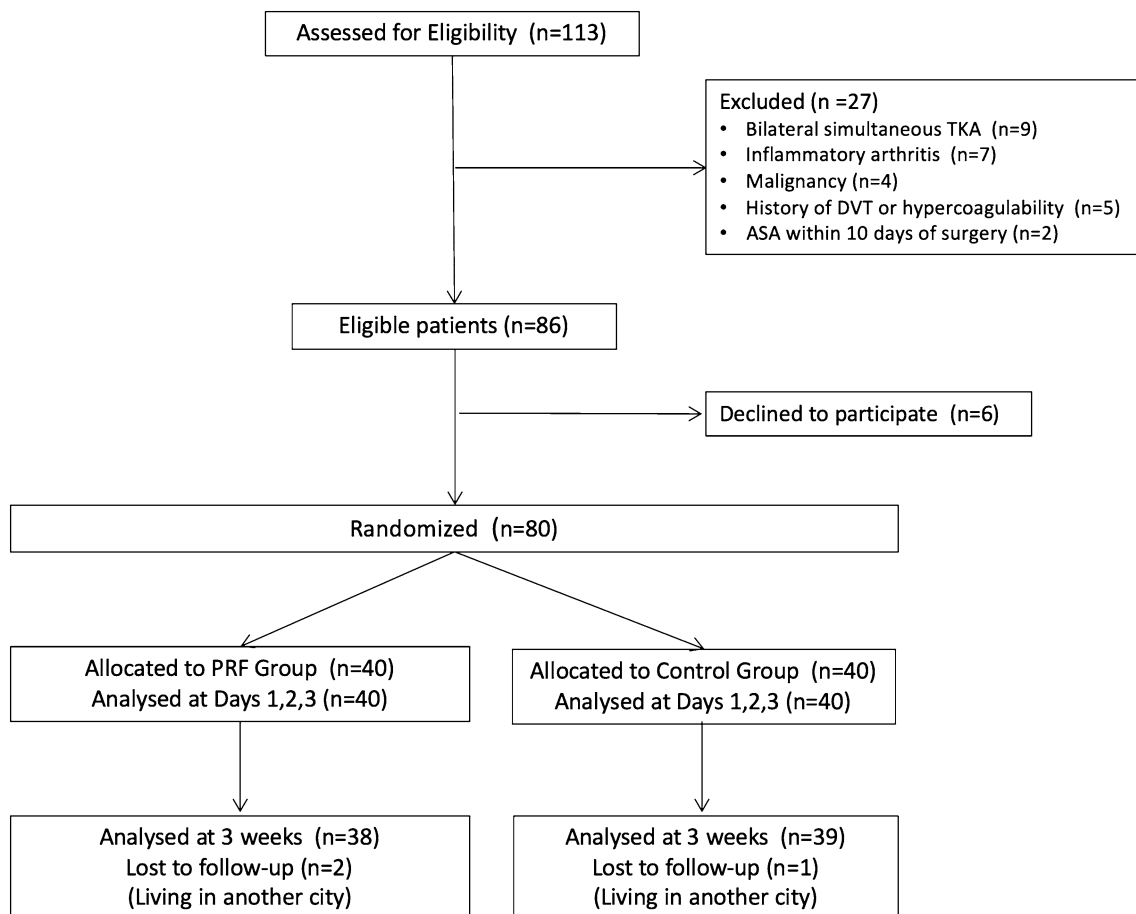 Assessed for Eligibility (n=113)
Excluded (n =27)
• Bilateral simultaneous TKA (n=9)
• Inflammatory arthritis (n=7)
• Malignancy (n=4)
• History of DVT or hypercoagulability (n=5)
• ASA within 10 days of surgery (n=2)
Eligible patients (n=86)
Declined to participate (n=6)
Randomized (n=80)
Allocated to PRF Group (n=40)
Analysed at Days 1,2,3 (n=40)
Allocated to Control Group (n=40)
Analysed at Days 1,2,3 (n=40)
Analysed at 3 weeks (n=38)
Lost to follow-up (n=2)
(Living in another city)
Analysed at 3 weeks (n=39)
Lost to follow-up (n=1)
(Living in another city)